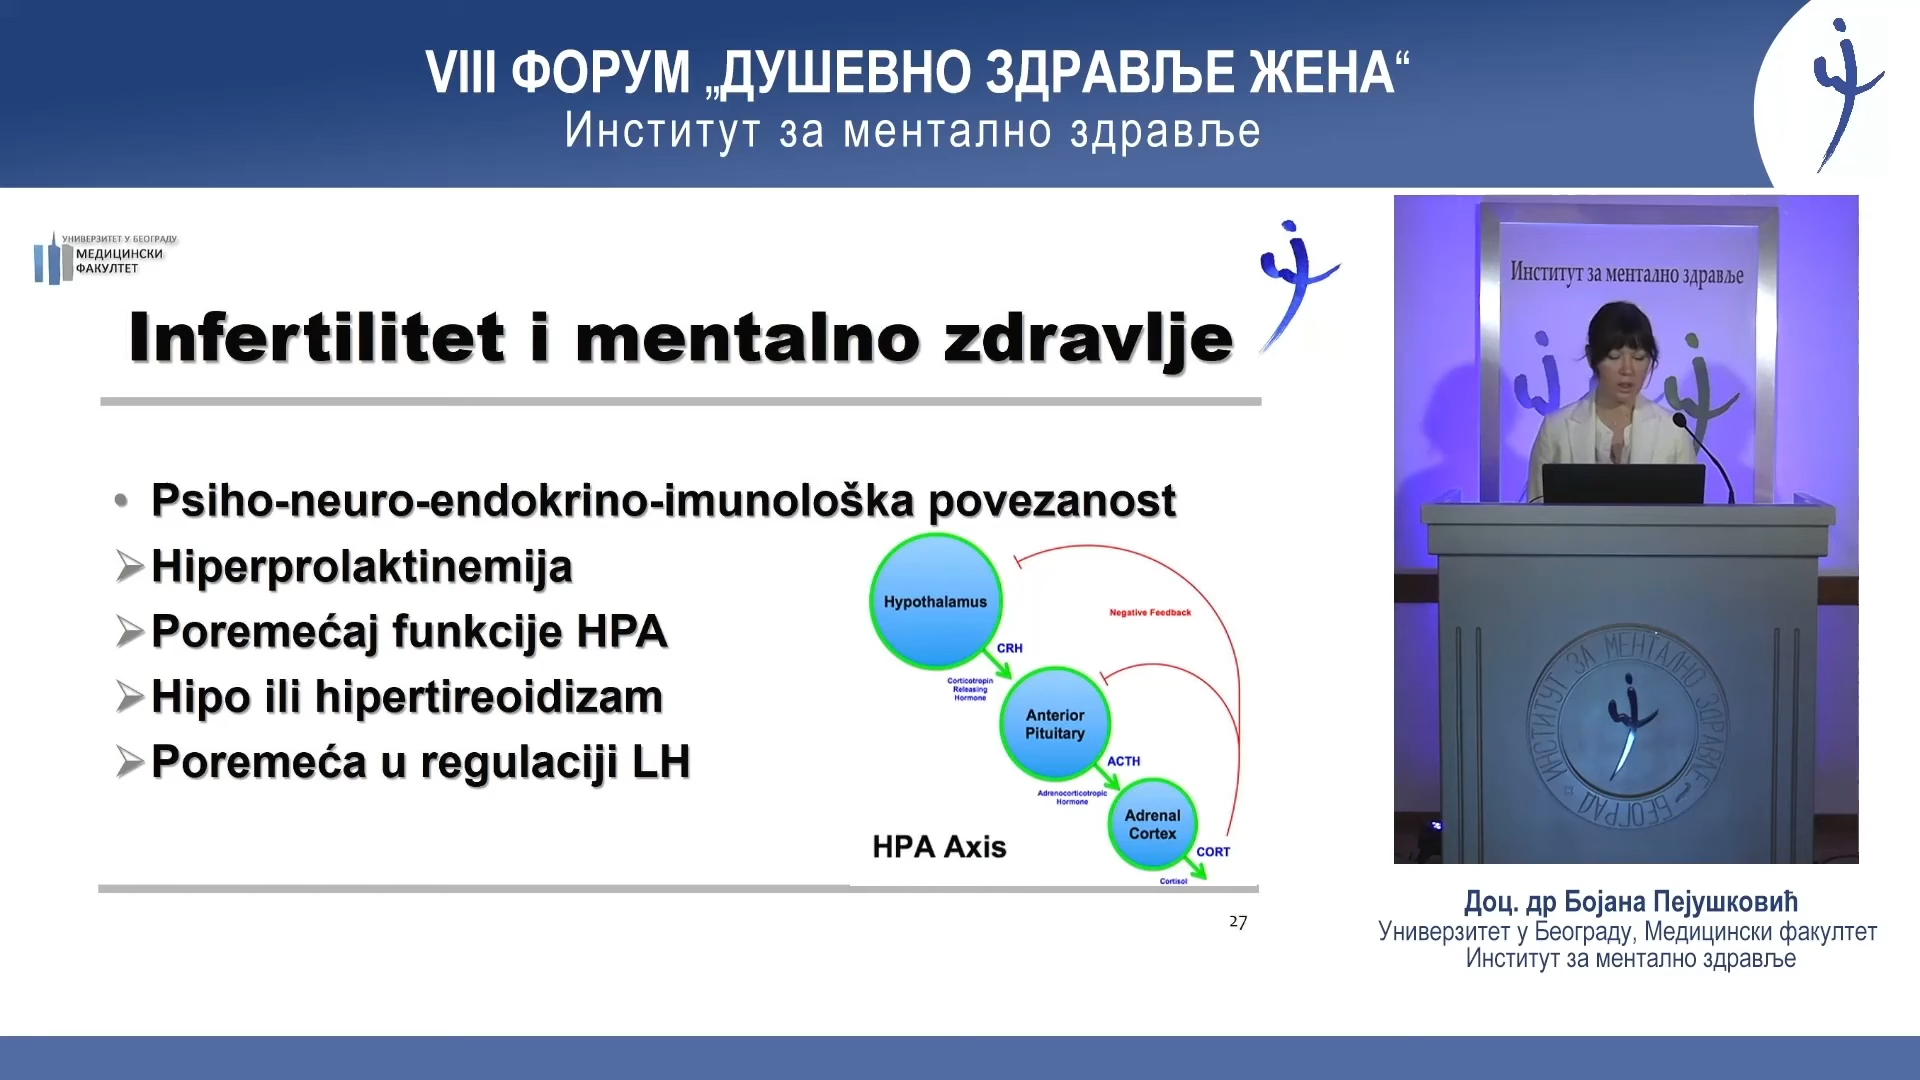 VIII ФОРУМ „ДУШЕВНО ЗДРАВЉЕ ЖЕНА“
Институт за ментално здравље
УНИВЕРЗИТЕТ У БЕОГРАДУ
МЕДИЦИНСКИ
ФАКУЛТЕТ
Infertilitet i mentalno zdravlje
• Psiho-neuro-endokrino-imunološka povezanost
➢ Hiperprolaktinemija
➢ Poremećaj funkcije HPA
➢ Hipo ili hipertireoidizam
➢ Poremeća u regulaciji LH
Hypothalamus
Negative Feedback
CRH
Corticotropin
Releasing
Hormone
Anterior
Pituitary
ACTH
Adrenocorticotropic
Hormone
Adrenal
Cortex
CORT
Cortisol
HPA Axis
27
Институт за ментално здравље
ИНСТИТУТ ЗА МЕНТАЛНО ЗДРАВЉЕ
БЕОГРАД
Доц. др Бојана Пејушковић
Универзитет у Београду, Медицински факултет
Институт за ментално здравље